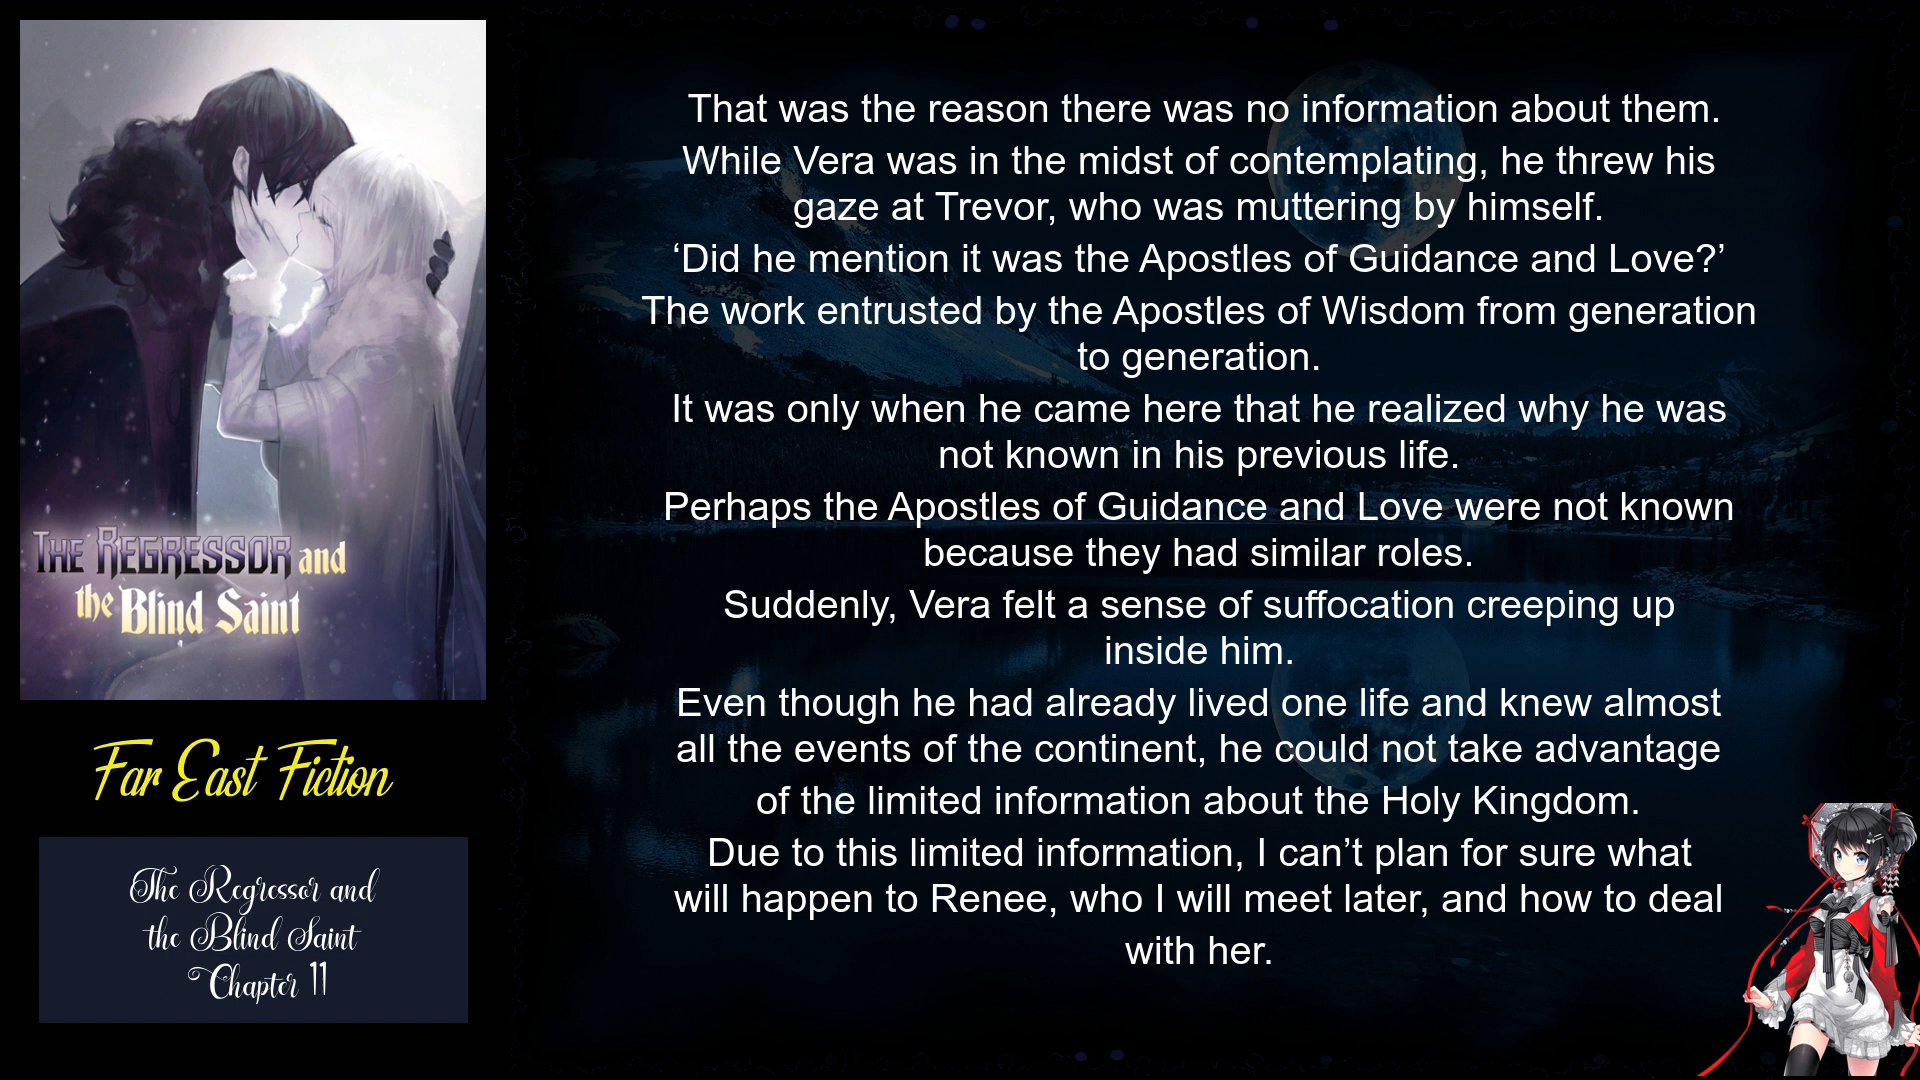 THE REGRESSOR and
the Blind Saint
Far East Fiction
The Regressor and
the Blind Saint
Chapter 11
That was the reason there was no information about them.
While Vera was in the midst of contemplating, he threw his
gaze at Trevor, who was muttering by himself.
‘Did he mention it was the Apostles of Guidance and Love?’
The work entrusted by the Apostles of Wisdom from generation
to generation.
It was only when he came here that he realized why he was
not known in his previous life.
Perhaps the Apostles of Guidance and Love were not known
because they had similar roles.
Suddenly, Vera felt a sense of suffocation creeping up
inside him.
Even though he had already lived one life and knew almost
all the events of the continent, he could not take advantage
of the limited information about the Holy Kingdom.
Due to this limited information, I can’t plan for sure what
will happen to Renee, who I will meet later, and how to deal
with her.